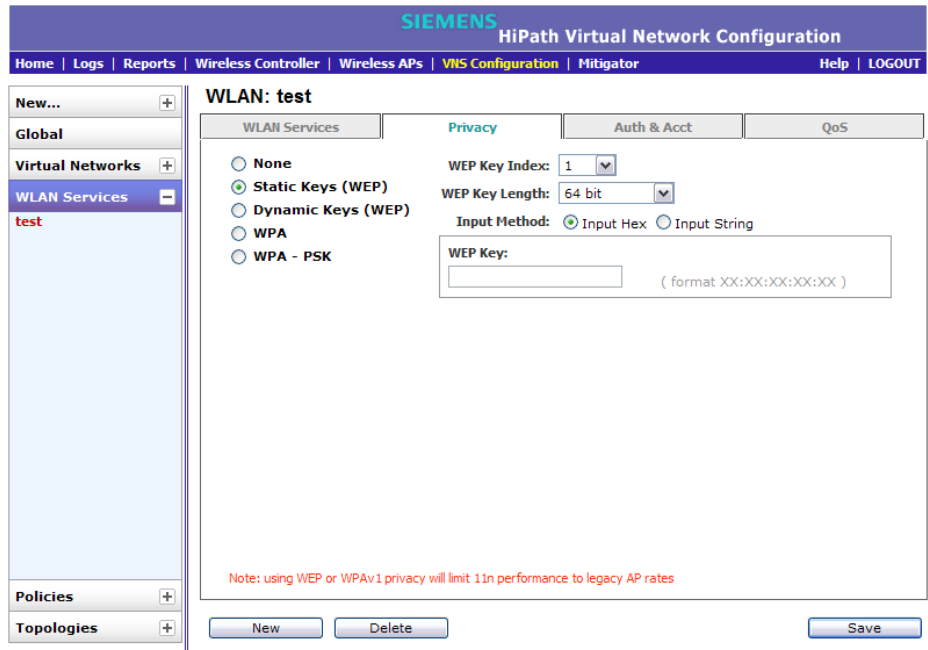 SIEMENS
HiPath Virtual Network Configuration
Home | Logs | Reports | Wireless Controller | Wireless APs | VNS Configuration | Mitigator Help | LOGOUT
New...
Global
Virtual Networks
WLAN Services
test
Policies
Topologies
WLAN: test
WLAN Services Privacy Auth & Acct QoS
None
Static Keys (WEP)
Dynamic Keys (WEP)
WPA
WPA - PSK
WEP Key Index: 1
WEP Key Length: 64 bit
Input Method: Input Hex Input String
WEP Key:
( format XX:XX:XX:XX:XX )
Note: using WEP or WPAv1 privacy will limit 11n performance to legacy AP rates
New Delete Save